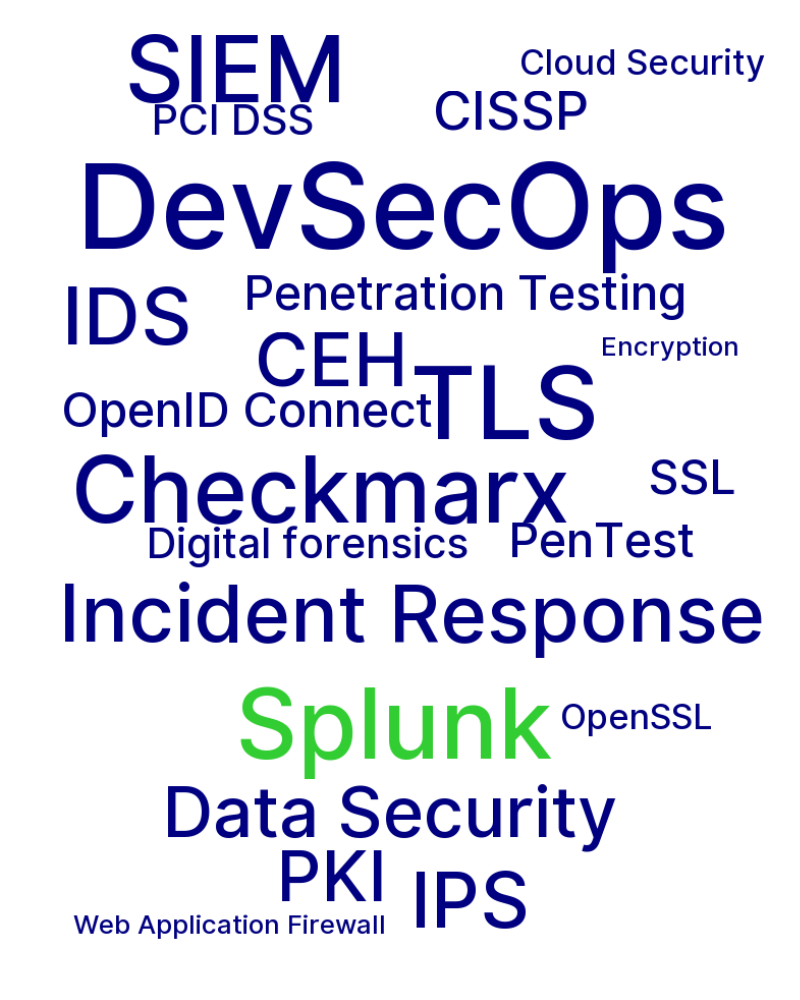 SIEM
Cloud Security
PCI DSS
CISSP
DevSecOps
IDS
Penetration Testing
CEH
Encryption
OpenID Connect
TLS
Checkmarx
SSL
Digital forensics
PenTest
Incident Response
Splunk
OpenSSL
Data Security
PKI
IPS
Web Application Firewall